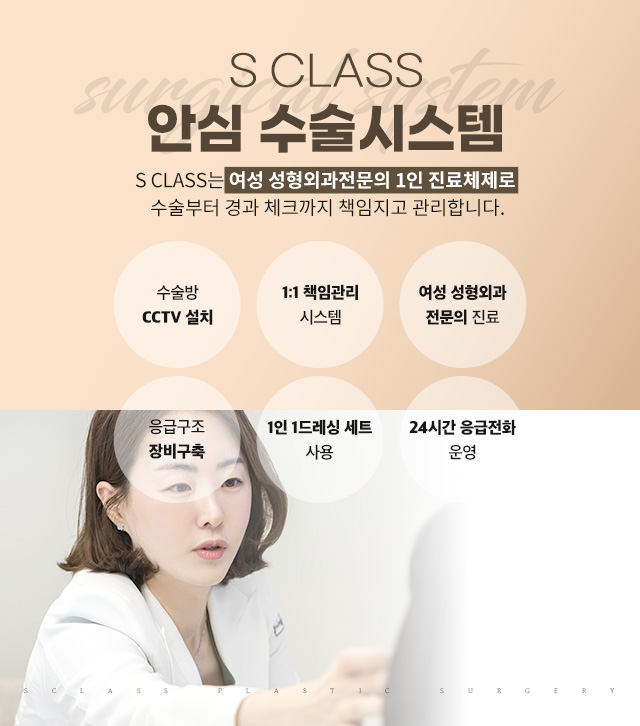 surgical system
S CLASS
안심 수술시스템
S CLASS는 여성 성형외과전문의 1인 진료체제로
수술부터 경과 체크까지 책임지고 관리합니다.
수술방
CCTV 설치
1:1 책임관리
시스템
여성 성형외과
전문의 진료
응급구조
장비구축
1인 1드레싱 세트
사용
24시간 응급전화
운영
S CLASS PLASTIC SURGERY